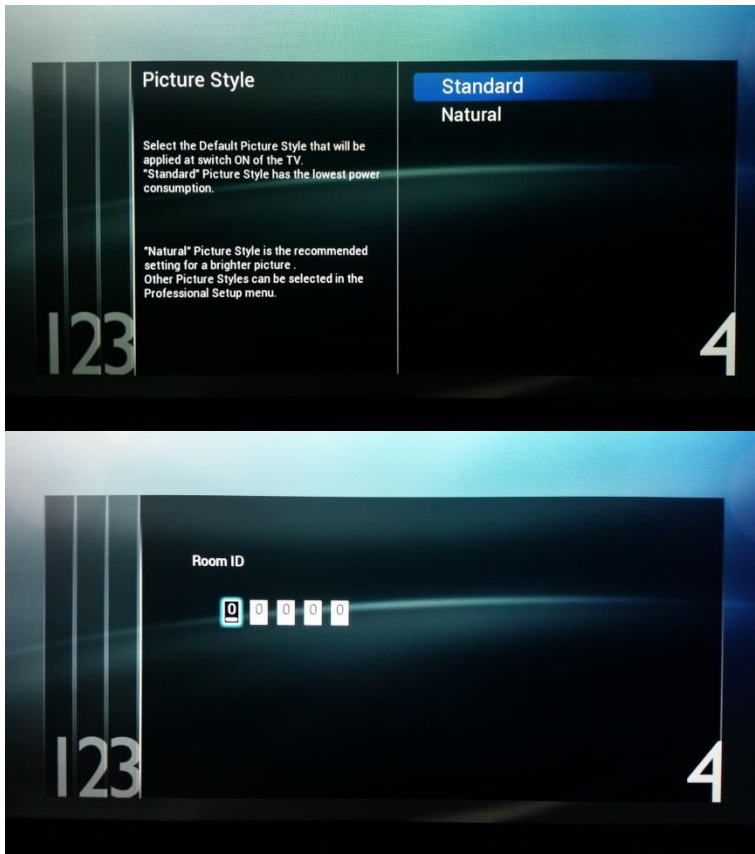 Picture Style
Standard
Natural
Select the Default Picture Style that will be
applied at switch ON of the TV.
"Standard" Picture Style has the lowest power
consumption.
"Natural" Picture Style is the recommended
setting for a brighter picture .
Other Picture Styles can be selected in the
Professional Setup menu.
123
4
Room ID
0 0 0 0 0
123
4